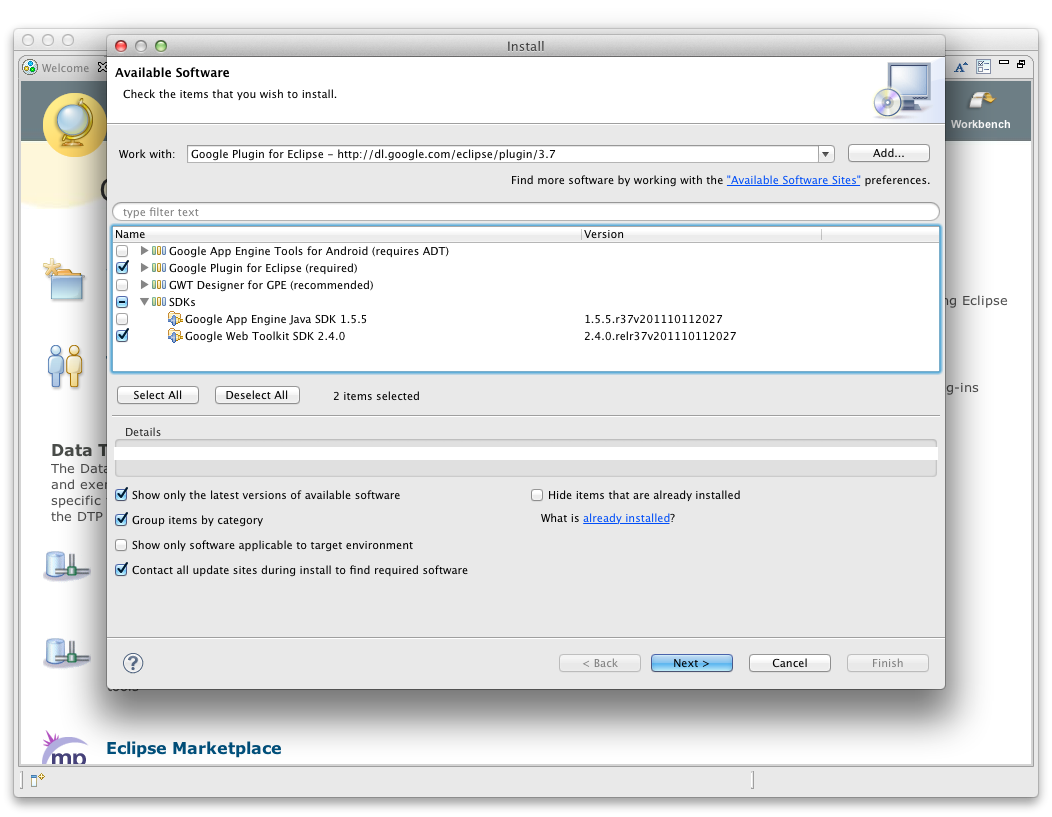 Install
Welcome
Available Software
Check the items that you wish to install.
Workbench
Work with: Google Plugin for Eclipse - http://dl.google.com/eclipse/plugin/3.7 Add...
Find more software by working with the "Available Software Sites" preferences.
type filter text
Name Version
Google App Engine Tools for Android (requires ADT)
Google Plugin for Eclipse (required)
GWT Designer for GPE (recommended)
SDKs
Google App Engine Java SDK 1.5.5 1.5.5.r37v201110112027
Google Web Toolkit SDK 2.4.0 2.4.0.relr37v201110112027
ng Eclipse
g-ins
Select All Deselect All 2 items selected
Details
Data T
The Data
and exer
specific
the DTP
Show only the latest versions of available software Hide items that are already installed
Group items by category What is already installed?
Show only software applicable to target environment
Contact all update sites during install to find required software
? < Back Next > Cancel Finish
tools
mp Eclipse Marketplace